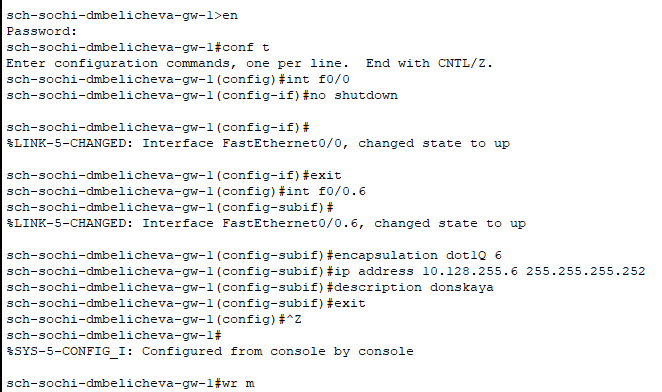 sch-sochi-dmbelicheva-gw-1>en
Password:
sch-sochi-dmbelicheva-gw-1#conf t
Enter configuration commands, one per line.  End with CNTL/Z.
sch-sochi-dmbelicheva-gw-1(config)#int f0/0
sch-sochi-dmbelicheva-gw-1(config-if)#no shutdown

sch-sochi-dmbelicheva-gw-1(config-if)#
%LINK-5-CHANGED: Interface FastEthernet0/0, changed state to up

sch-sochi-dmbelicheva-gw-1(config-if)#exit
sch-sochi-dmbelicheva-gw-1(config)#int f0/0.6
sch-sochi-dmbelicheva-gw-1(config-subif)#
%LINK-5-CHANGED: Interface FastEthernet0/0.6, changed state to up

sch-sochi-dmbelicheva-gw-1(config-subif)#encapsulation dot1Q 6
sch-sochi-dmbelicheva-gw-1(config-subif)#ip address 10.128.255.6 255.255.255.252
sch-sochi-dmbelicheva-gw-1(config-subif)#description donskaya
sch-sochi-dmbelicheva-gw-1(config-subif)#exit
sch-sochi-dmbelicheva-gw-1(config)#^Z
sch-sochi-dmbelicheva-gw-1#
%SYS-5-CONFIG_I: Configured from console by console

sch-sochi-dmbelicheva-gw-1#wr m